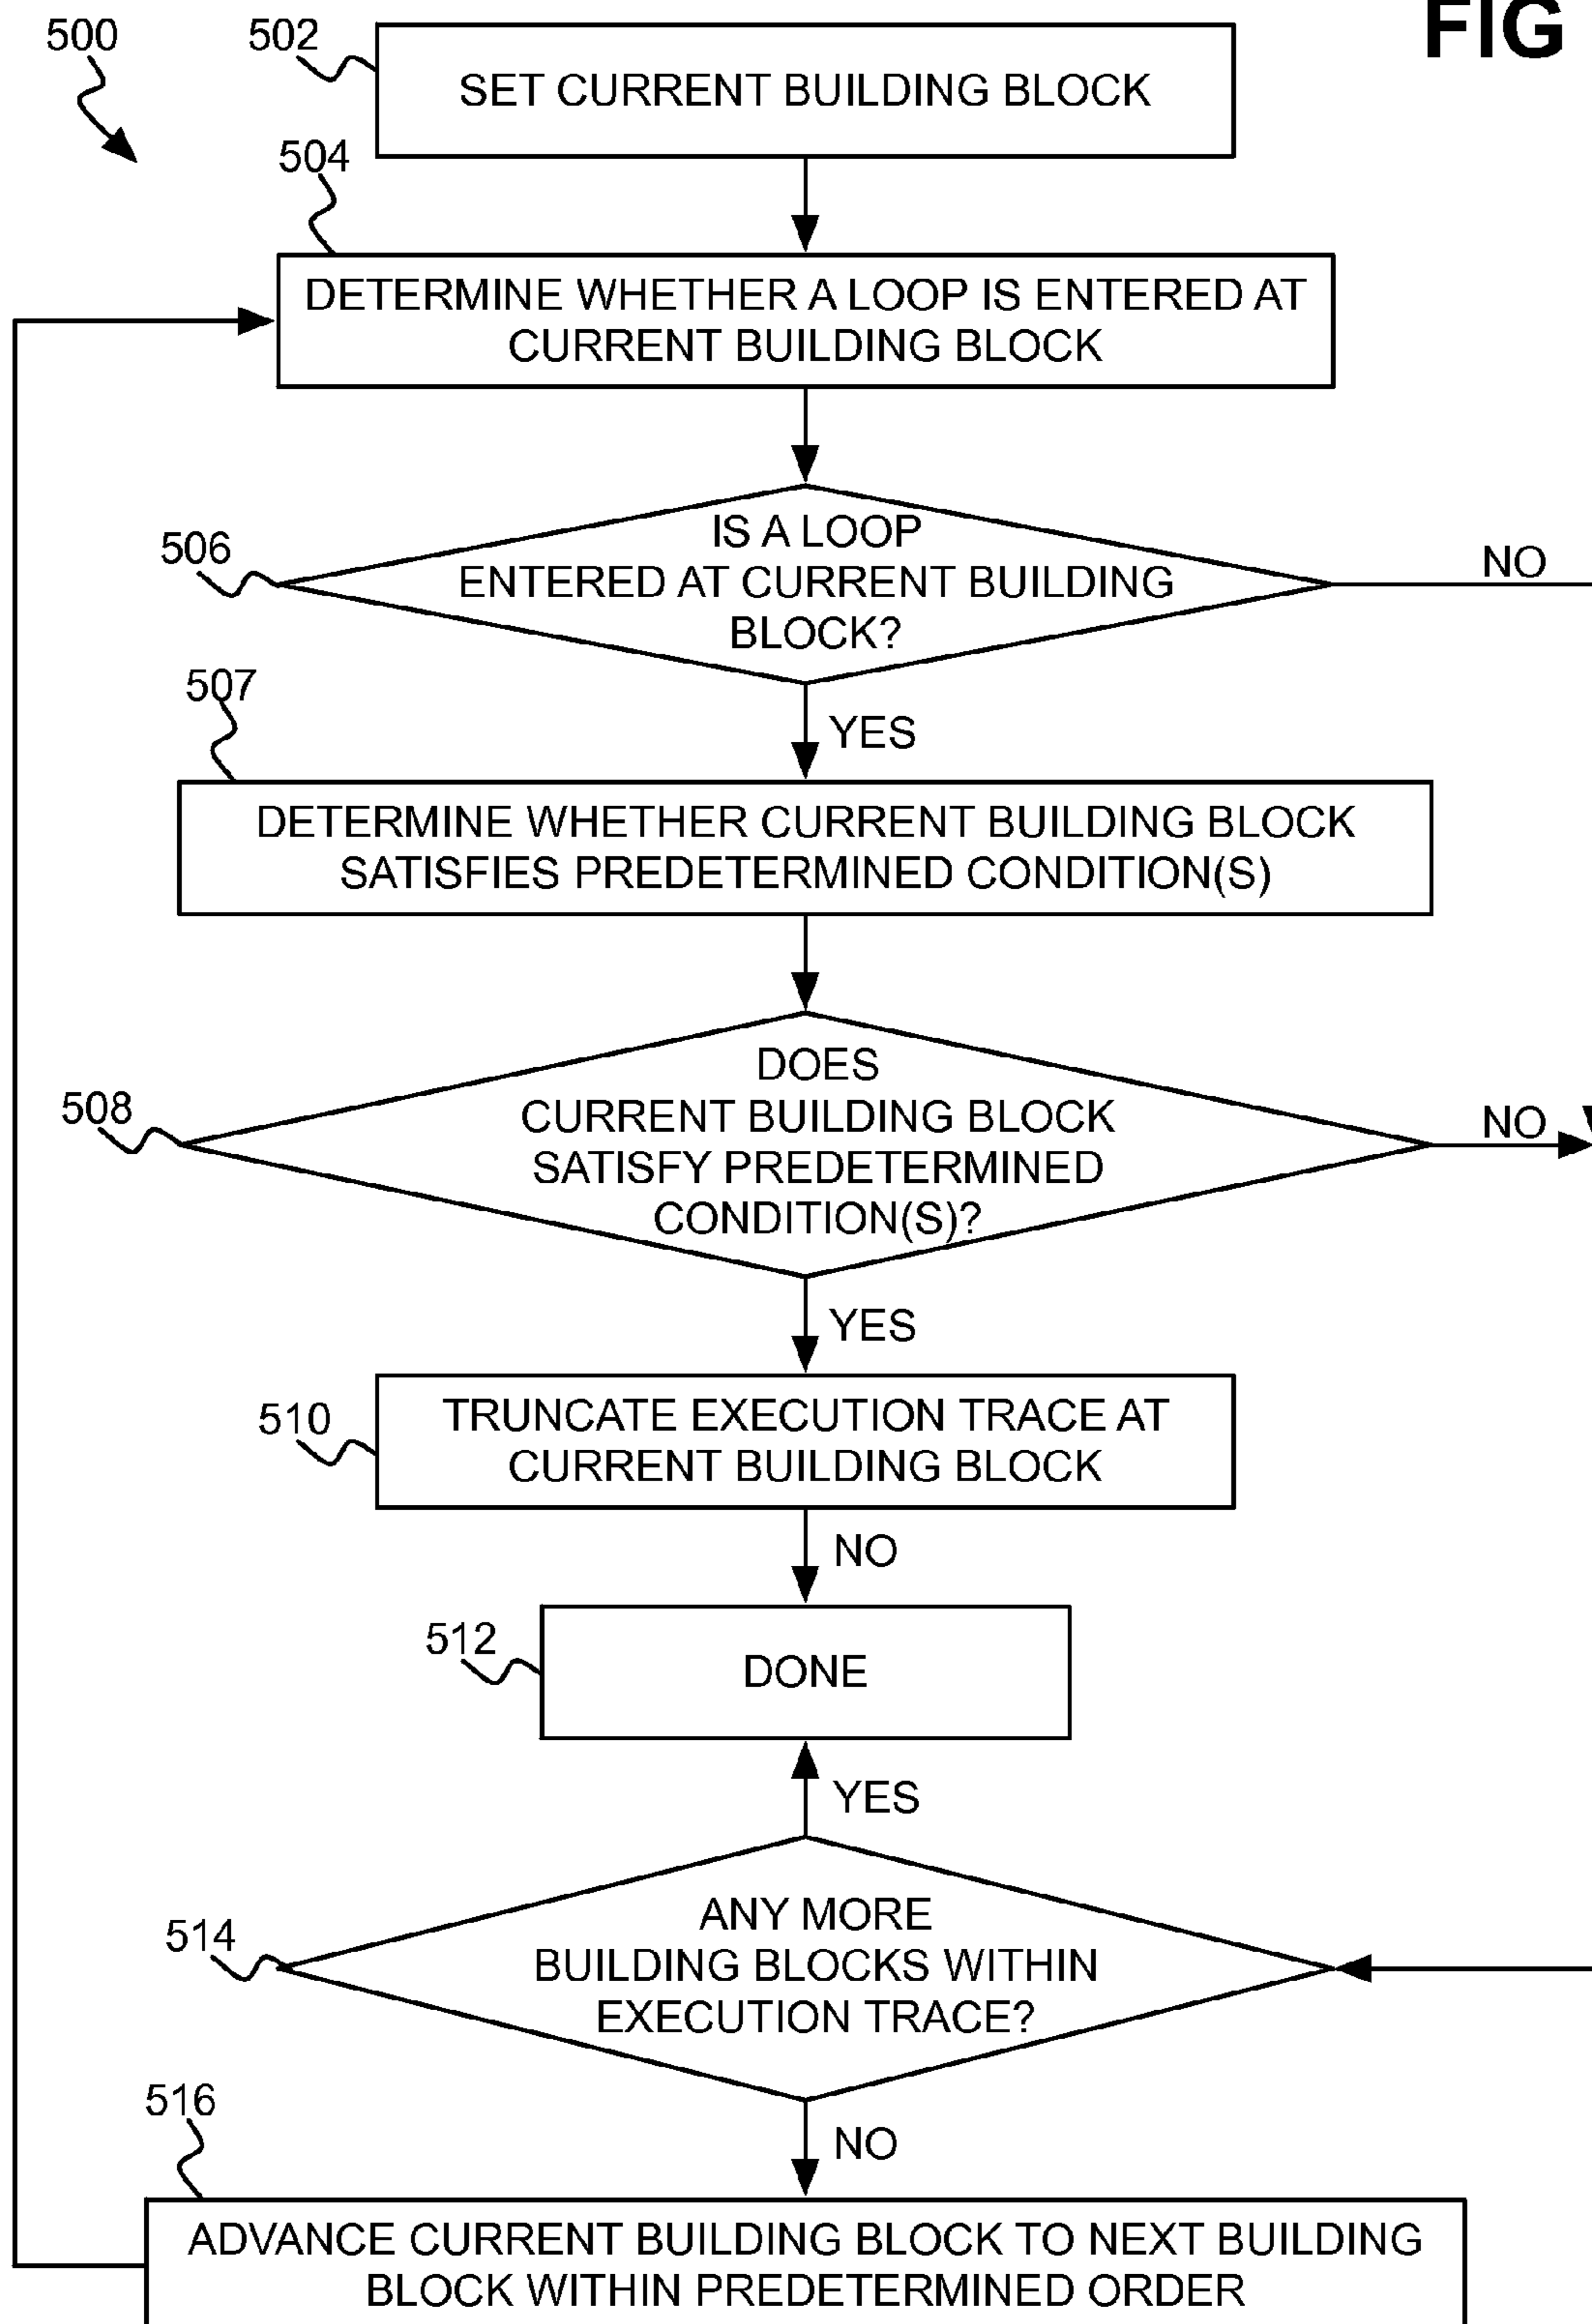 FIG
500
502
SET CURRENT BUILDING BLOCK
504
DETERMINE WHETHER A LOOP IS ENTERED AT
CURRENT BUILDING BLOCK
506
IS A LOOP
ENTERED AT CURRENT BUILDING
BLOCK?
NO
YES
507
DETERMINE WHETHER CURRENT BUILDING BLOCK
SATISFIES PREDETERMINED CONDITION(S)
508
DOES
CURRENT BUILDING BLOCK
SATISFY PREDETERMINED
CONDITION(S)?
NO
YES
510
TRUNCATE EXECUTION TRACE AT
CURRENT BUILDING BLOCK
NO
512
DONE
YES
514
ANY MORE
BUILDING BLOCKS WITHIN
EXECUTION TRACE?
NO
516
ADVANCE CURRENT BUILDING BLOCK TO NEXT BUILDING
BLOCK WITHIN PREDETERMINED ORDER